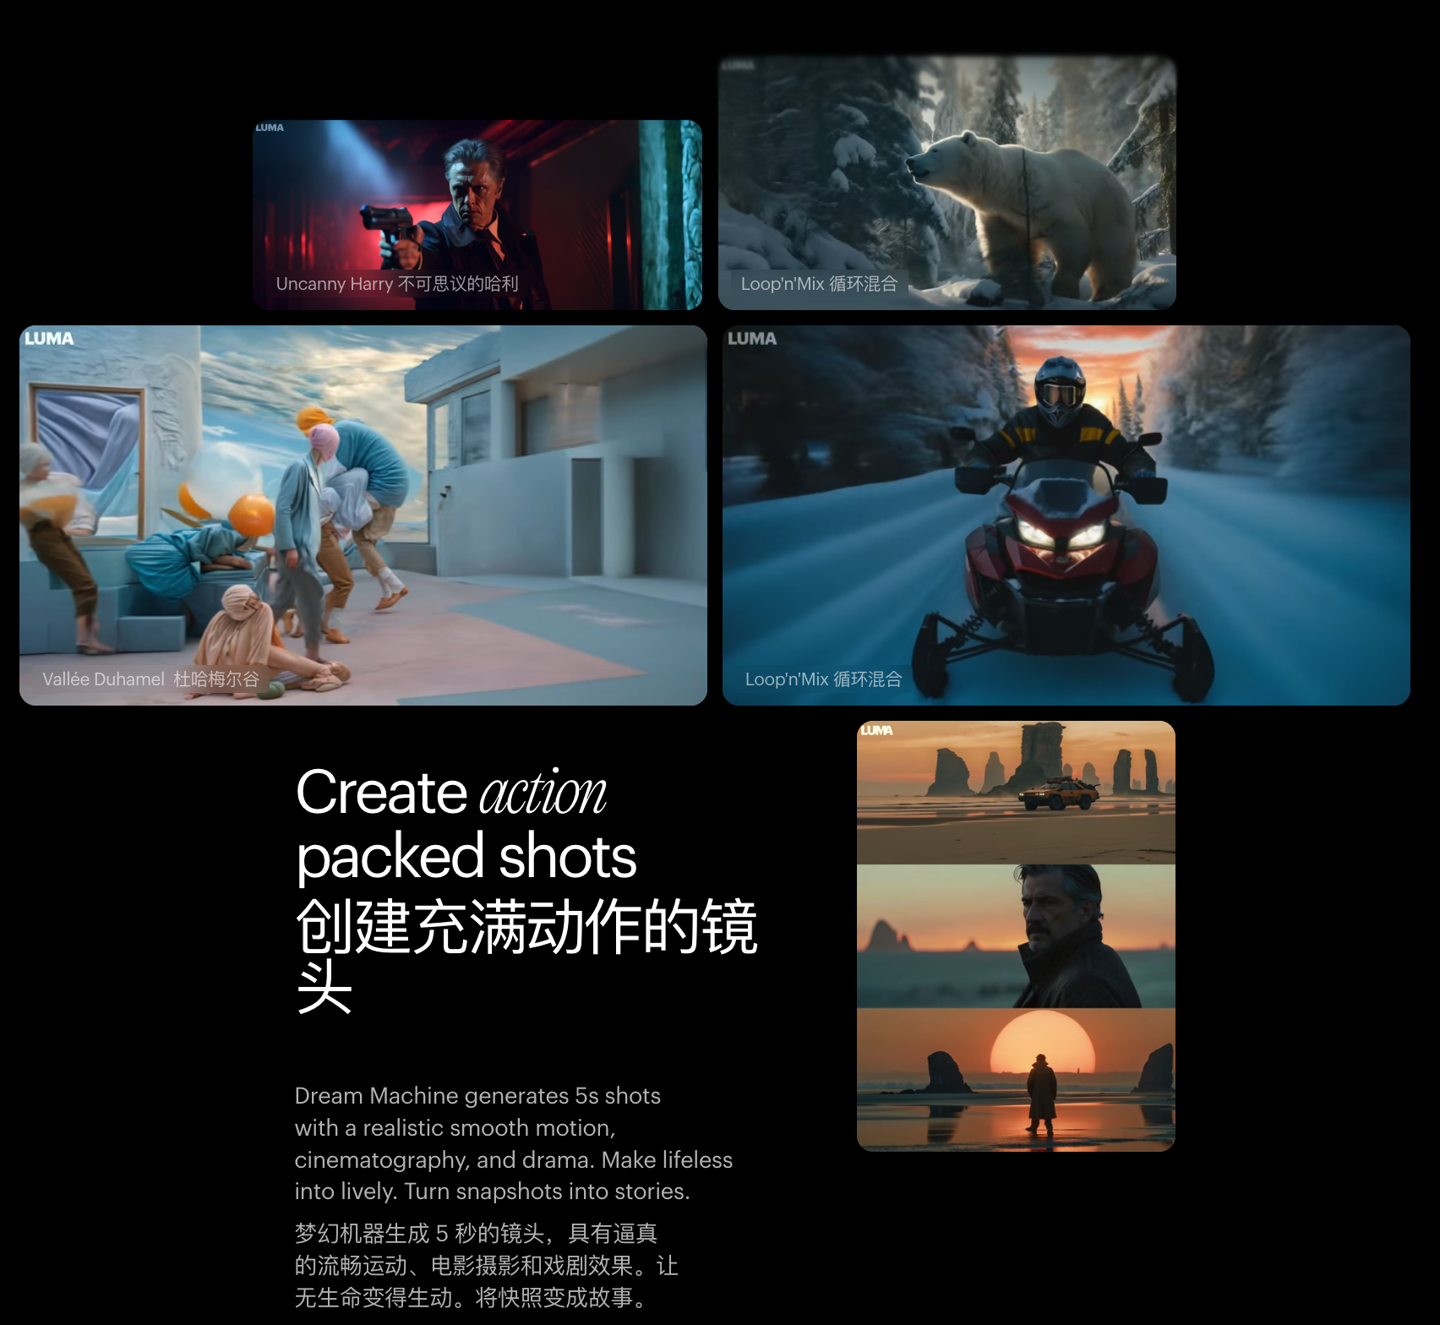 LUMA
LUMA
Uncanny Harry 不可思议的哈利
Loop'n'Mix 循环混合
LUMA
LUMA
Vallée Duhamel 杜哈梅尔谷
Loop'n'Mix 循环混合
LUMA
Create action
packed shots
创建充满动作的镜
头
Dream Machine generates 5s shots
with a realistic smooth motion,
cinematography, and drama. Make lifeless
into lively. Turn snapshots into stories.
梦幻机器生成 5 秒的镜头，具有逼真
的流畅运动、电影摄影和戏剧效果。让
无生命变得生动。将快照变成故事。